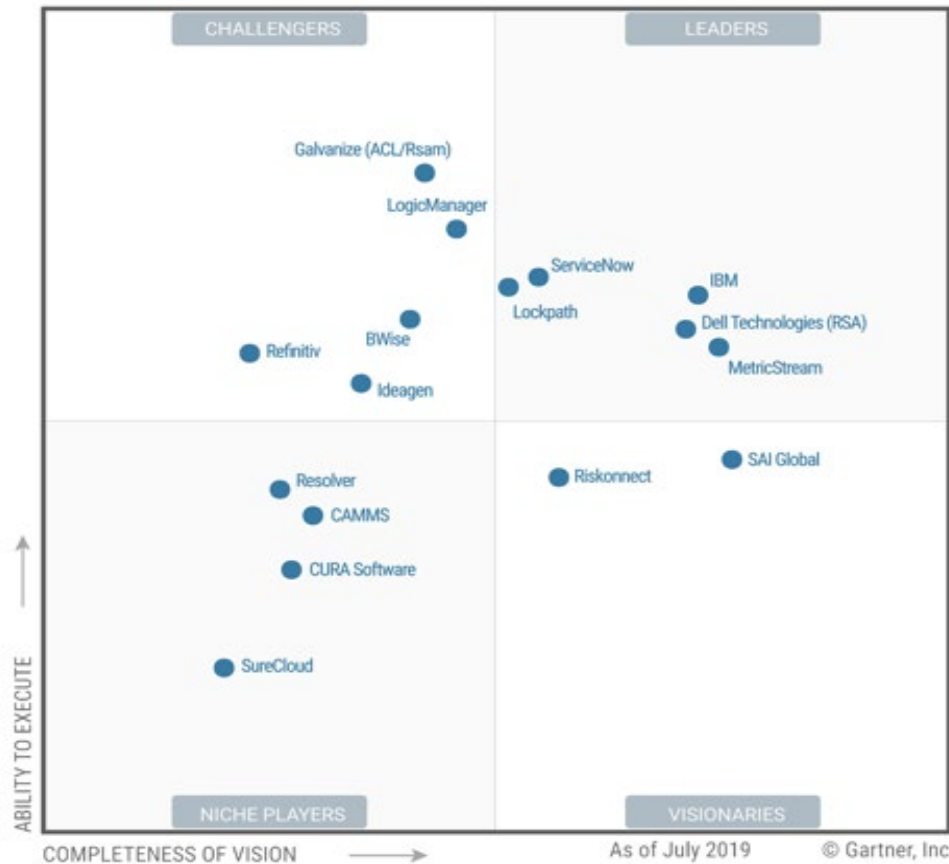 CHALLENGERS
LEADERS
Galvanize (ACL/Rsam)
LogicManager
ServiceNow
Lockpath
IBM
Dell Technologies (RSA)
MetricStream
BWise
Refinitiv
Ideagen
SAI Global
Riskonnect
Resolver
CAMMS
CURA Software
SureCloud
ABILITY TO EXECUTE
NICHE PLAYERS
VISIONARIES
COMPLETENESS OF VISION
As of July 2019
© Gartner, Inc